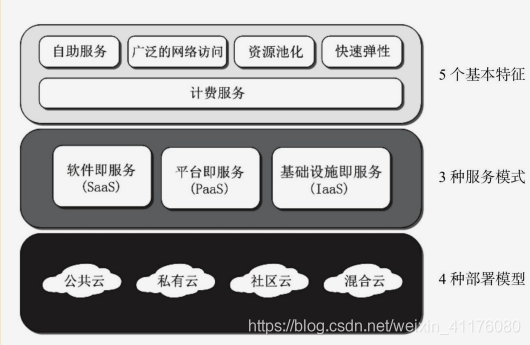 自助服务
广泛的网络访问
资源池化
快速弹性
计费服务
5 个基本特征
软件即服务
(SaaS)
平台即服务
(PaaS)
基础设施即服务
(IaaS)
3 种服务模式
公共云
私有云
社区云
混合云
4 种部署模型
https://blog.csdn.net/weixin_41176080